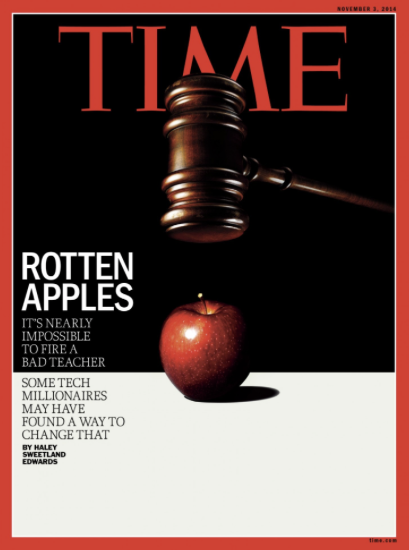 NOVEMBER 3, 2014
TIME
ROTTEN
APPLES
IT'S NEARLY
IMPOSSIBLE
TO FIRE A
BAD TEACHER
SOME TECH
MILLIONAIRES
MAY HAVE
FOUND A WAY TO
CHANGE THAT
BY HALEY
SWEETLAND
EDWARDS
time.com